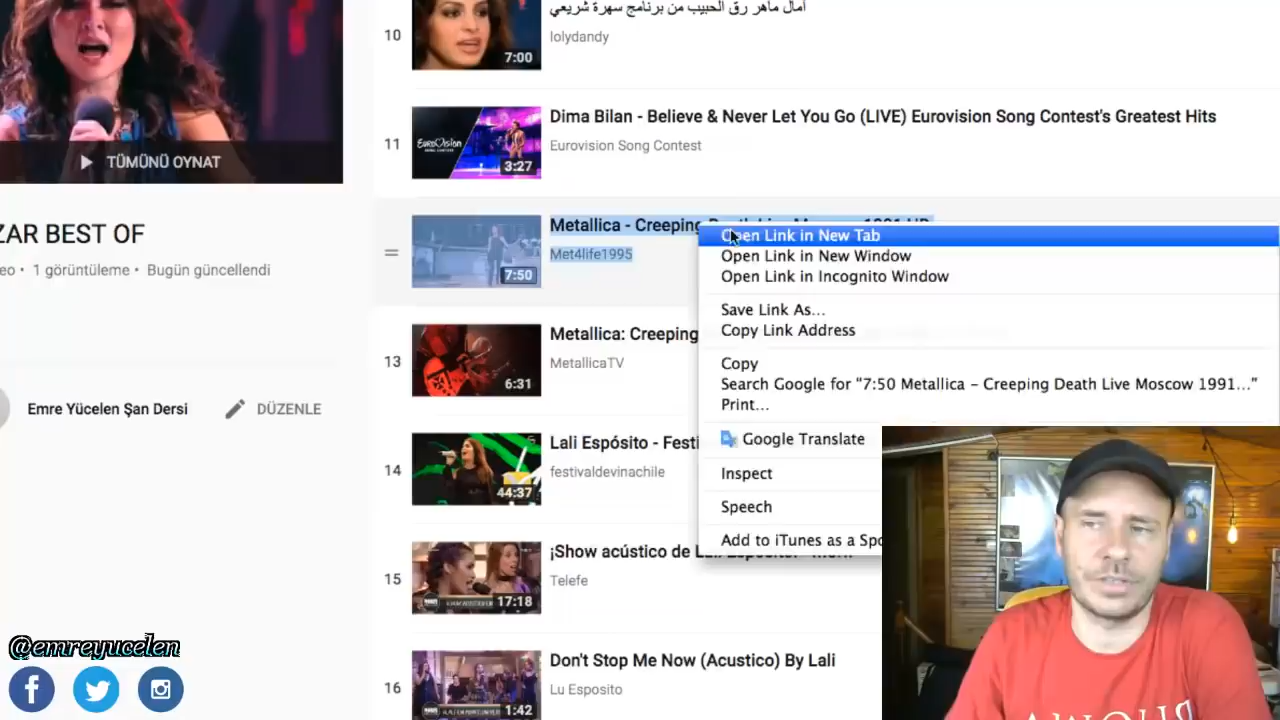 10
7:00
آمال ماهر رق الحبيب من برنامج سهرة شريعي
lolydandy
TÜMÜNÜ OYNAT
11
EUROVISION
3:27
Dima Bilan - Believe & Never Let You Go (LIVE) Eurovision Song Contest's Greatest Hits
Eurovision Song Contest
ZAR BEST OF
eo • 1 görüntüleme • Bugün güncellendi
7:50
Metallica - Creeping
Met4life1995
Open Link in New Tab
Open Link in New Window
Open Link in Incognito Window
Save Link As...
Copy Link Address
Copy
Search Google for “7:50 Metallica – Creeping Death Live Moscow 1991...”
Print...
Google Translate
Inspect
Speech
Add to iTunes as a Spo
13
6:31
Metallica: Creeping
MetallicaTV
Emre Yücelen Şan Dersi
DÜZENLE
14
44:37
Lali Espósito - Festi
festivaldevinachile
15
17:18
¡Show acústico de Lali Espósito!
Telefe
16
1:42
Don't Stop Me Now (Acustico) By Lali
Lu Esposito
@emreyucelen